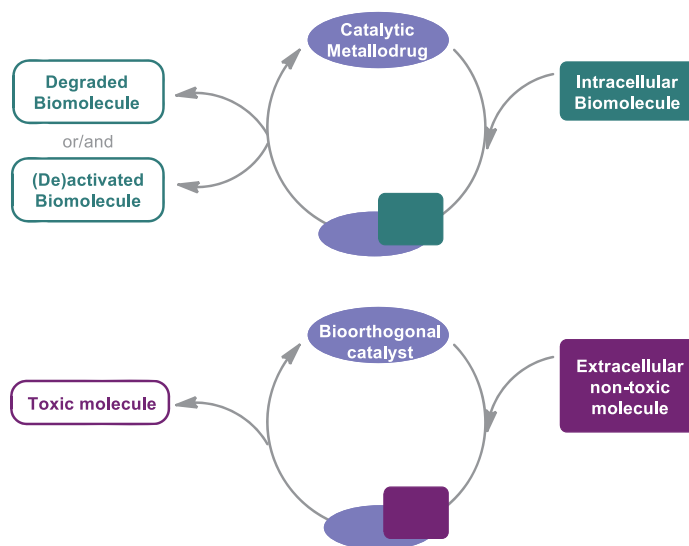 Catalytic
Metallodrug
Degraded
Biomolecule
or/and
(De)activated
Biomolecule
Intracellular
Biomolecule
Bioorthogonal
catalyst
Toxic molecule
Extracellular
non-toxic
molecule